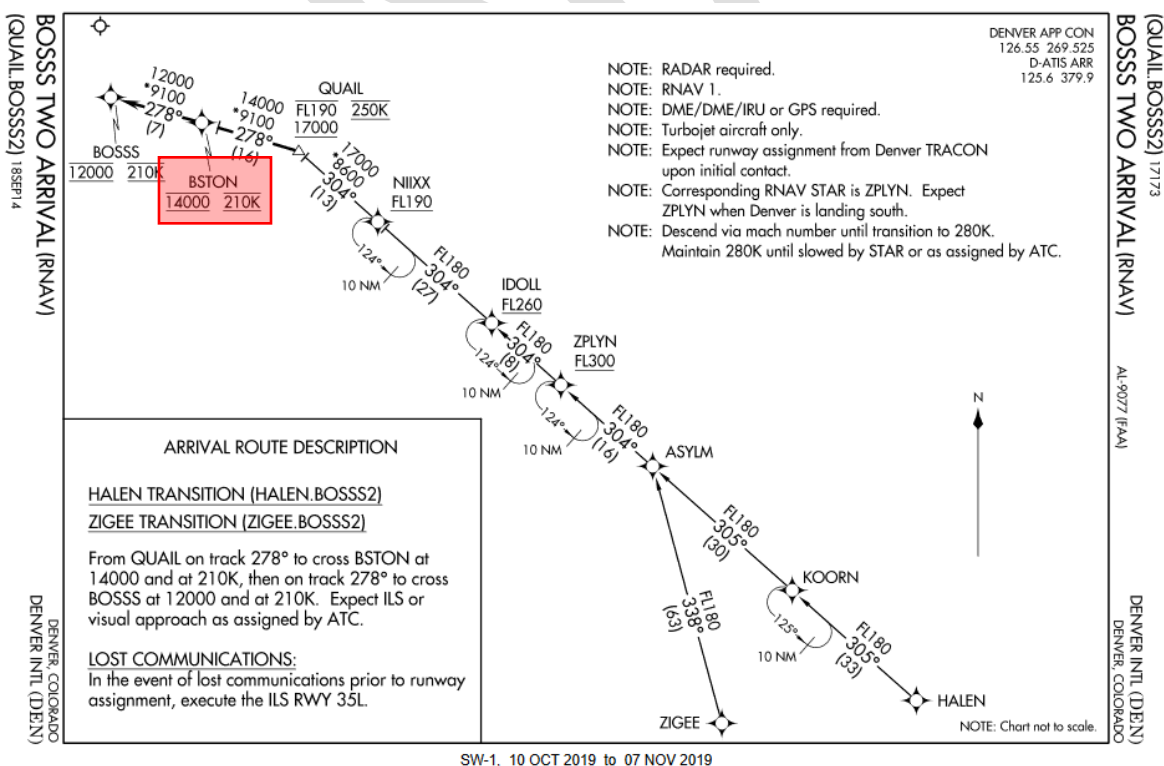 BOSSS TWO ARRIVAL (RNAV)
(QUAIL.BOSSS2) 18SEP14
DENVER INTL (DEN)
DENVER, COLORADO
(QUAIL.BOSSS2) 17173
BOSSS TWO ARRIVAL (RNAV)
AL-9077 (FAA)
DENVER INTL (DEN)
DENVER, COLORADO
DENVER APP CON
126.55 269.525
D-ATIS ARR
125.6 379.9
NOTE: RADAR required.
NOTE: RNAV 1.
NOTE: DME/DME/IRU or GPS required.
NOTE: Turbojet aircraft only.
NOTE: Expect runway assignment from Denver TRACON
upon initial contact.
NOTE: Corresponding RNAV STAR is ZPLYN. Expect
ZPLYN when Denver is landing south.
NOTE: Descend via mach number until transition to 280K.
Maintain 280K until slowed by STAR or as assigned by ATC.
12000
*9100
278°
(7)
BOSSS
12000 210K
14000
*9100
278°
(16)
BSTON
14000 210K
QUAIL
FL190 250K
17000
17000
*8600
304°
(13)
NIIXX
FL190
124°
10 NM
FL180
304°
(27)
IDOLL
FL260
124°
10 NM
FL180
304°
(8)
ZPLYN
FL300
124°
10 NM
FL180
304°
(16)
ASYLM
FL180
305°
(30)
KOORN
125°
10 NM
FL180
305°
(33)
HALEN
FL180
338°
(63)
ZIGEE
N
NOTE: Chart not to scale.
ARRIVAL ROUTE DESCRIPTION
HALEN TRANSITION (HALEN.BOSSS2)
ZIGEE TRANSITION (ZIGEE.BOSSS2)
From QUAIL on track 278° to cross BSTON at
14000 and at 210K, then on track 278° to cross
BOSSS at 12000 and at 210K. Expect ILS or
visual approach as assigned by ATC.
LOST COMMUNICATIONS:
In the event of lost communications prior to runway
assignment, execute the ILS RWY 35L.
SW-1, 10 OCT 2019 to 07 NOV 2019